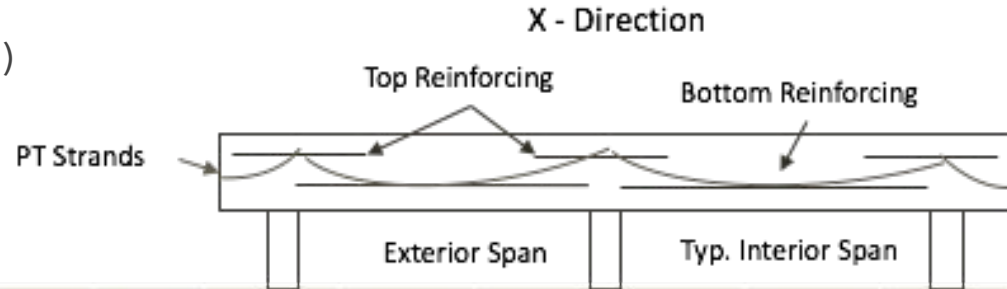 X - Direction
)
Top Reinforcing
Bottom Reinforcing
PT Strands
Exterior Span
Typ. Interior Span